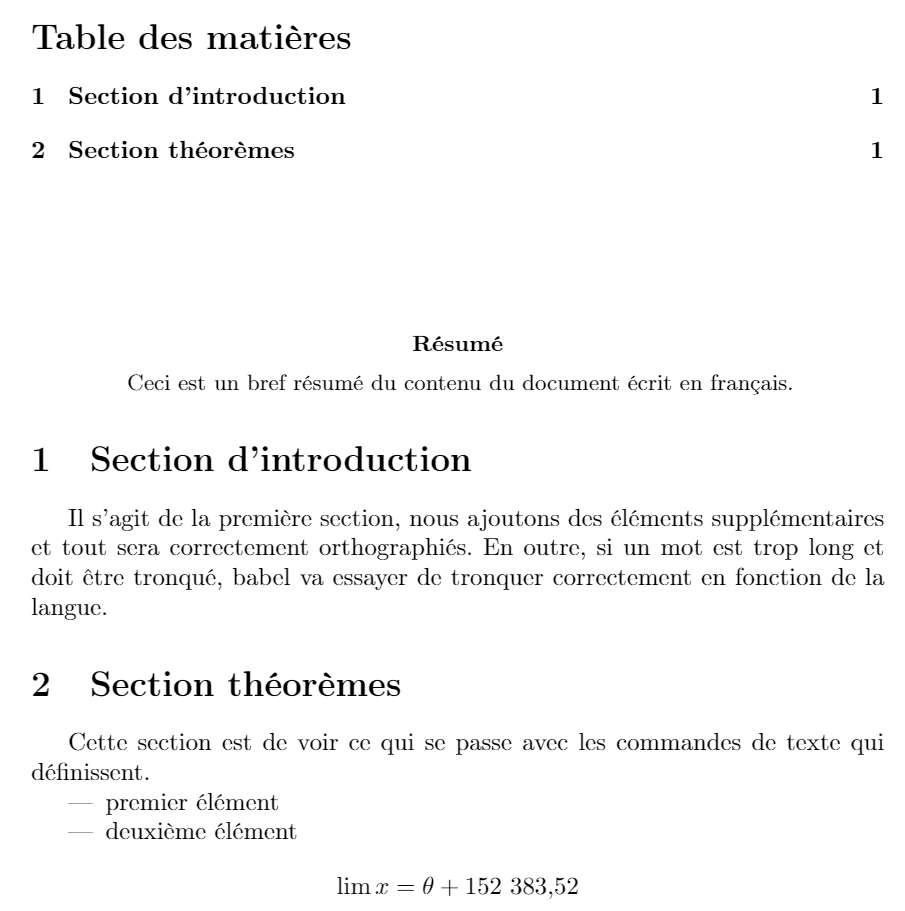 Table des matières
1 Section d'introduction 1
2 Section théorèmes 1
Résumé
Ceci est un bref résumé du contenu du document écrit en français.
1 Section d'introduction
Il s'agit de la première section, nous ajoutons des éléments supplémentaires
et tout sera correctement orthographiés. En outre, si un mot est trop long et
doit être tronqué, babel va essayer de tronquer correctement en fonction de la
langue.
2 Section théorèmes
Cette section est de voir ce qui se passe avec les commandes de texte qui
définissent.
— premier élément
— deuxième élément
lim x = θ + 152 383,52